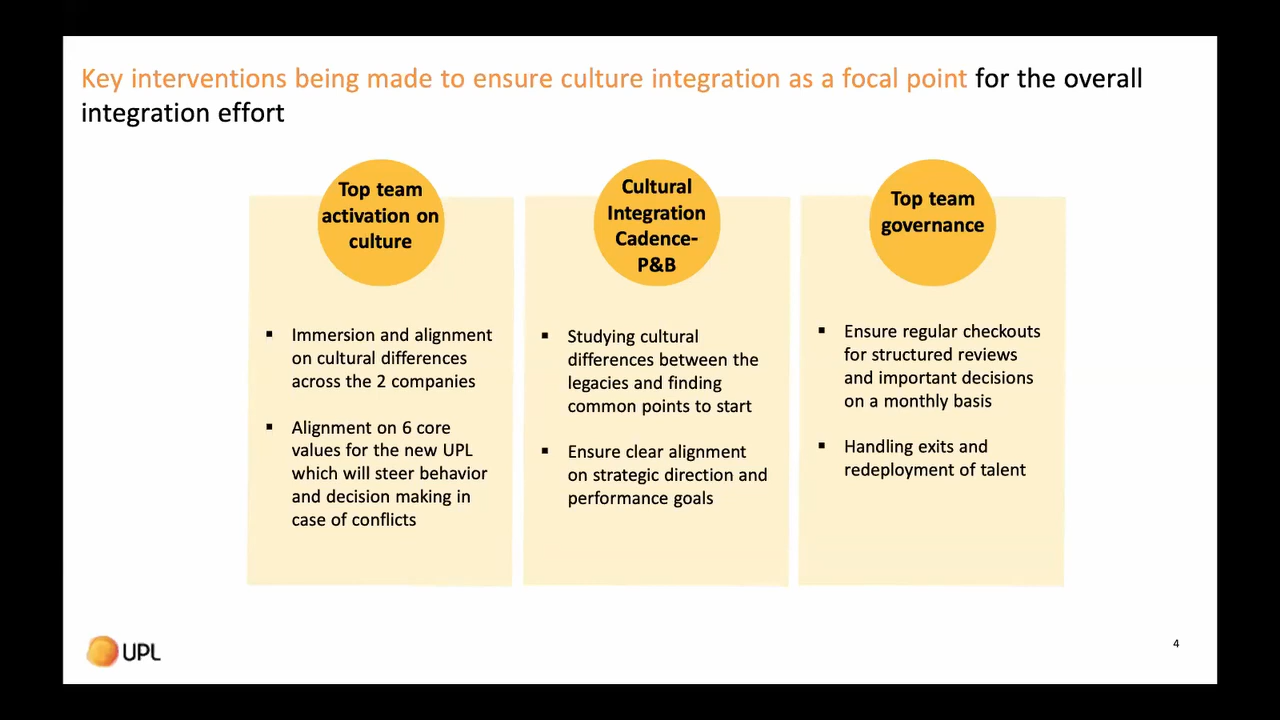 Key interventions being made to ensure culture integration as a focal point for the overall
integration effort
Top team
activation on
culture
Immersion and alignment
on cultural differences
across the 2 companies
Alignment on 6 core
values for the new UPL
which will steer behavior
and decision making in
case of conflicts
Cultural
Integration
Cadence-
P&B
Studying cultural
differences between the
legacies and finding
common points to start
Ensure clear alignment
on strategic direction and
performance goals
Top team
governance
Ensure regular checkouts
for structured reviews
and important decisions
on a monthly basis
Handling exits and
redeployment of talent
UPL
4